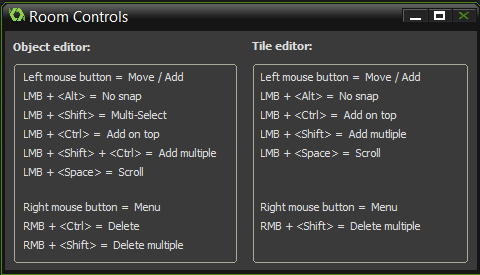 Room Controls
Object editor:
Left mouse button = Move / Add
LMB + <Alt> = No snap
LMB + <Shift> = Multi-Select
LMB + <Ctrl> = Add on top
LMB + <Shift> + <Ctrl> = Add multiple
LMB + <Space> = Scroll
Right mouse button = Menu
RMB + <Ctrl> = Delete
RMB + <Shift> = Delete multiple
Tile editor:
Left mouse button = Move / Add
LMB + <Alt> = No snap
LMB + <Ctrl> = Add on top
LMB + <Shift> = Add mutliple
LMB + <Space> = Scroll
Right mouse button = Menu
RMB + <Shift> = Delete multiple